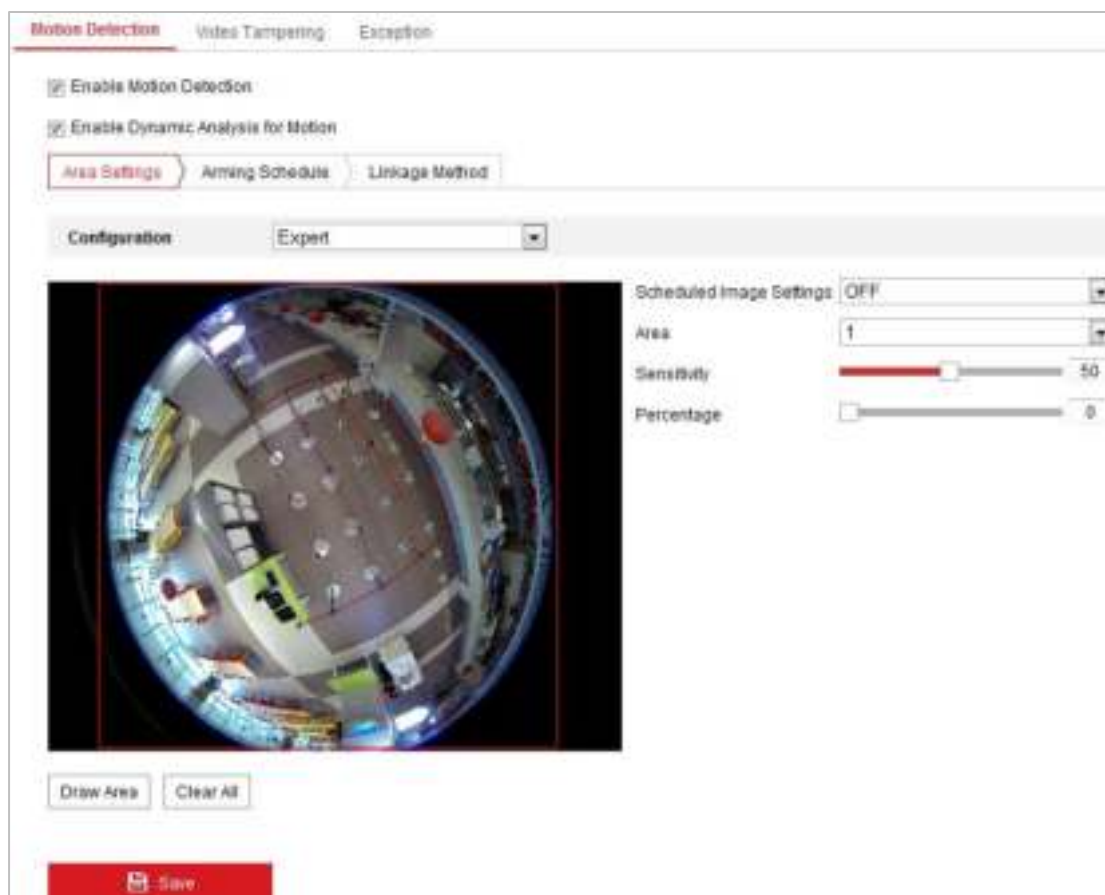 Motion Detection Video Tampering Exception
Enable Motion Detection
Enable Dynamic Analysis for Motion
Area Settings Arming Schedule Linkage Method
Configuration Expert
Scheduled Image Settings OFF
Area 1
Sensitivity 50
Percentage 0
Draw Area Clear All
Save